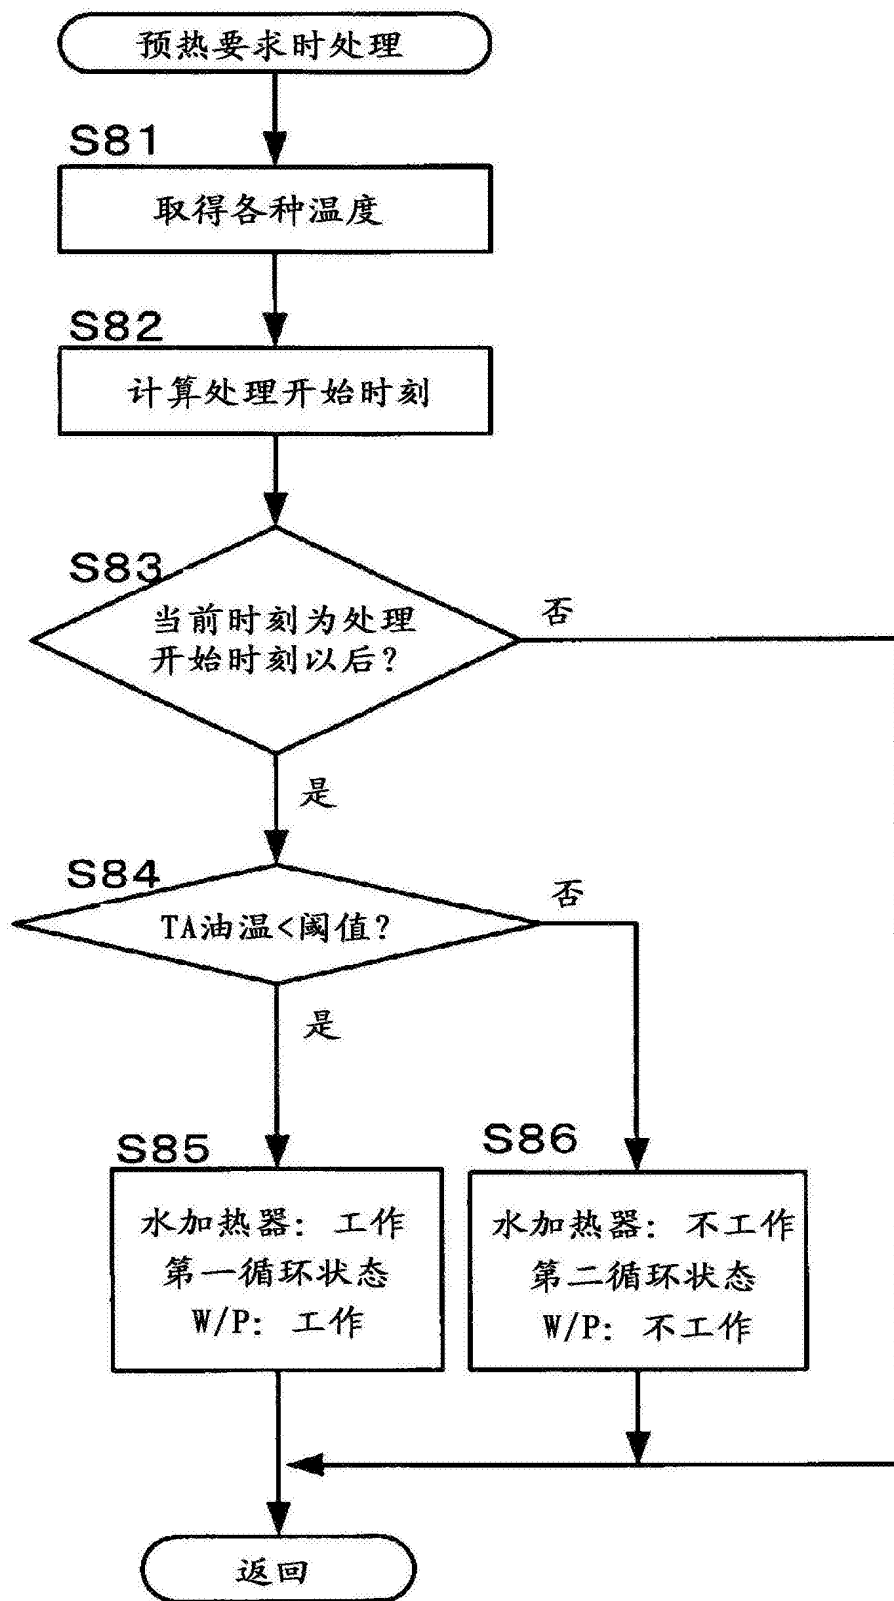 预热要求时处理
S81
取得各种温度
S82
计算处理开始时刻
S83
当前时刻为处理
开始时刻以后？
否
是
S84
TA油温<阈值？
否
是
S85
水加热器：工作
第一循环状态
W/P：工作
S86
水加热器：不工作
第二循环状态
W/P：不工作
返回